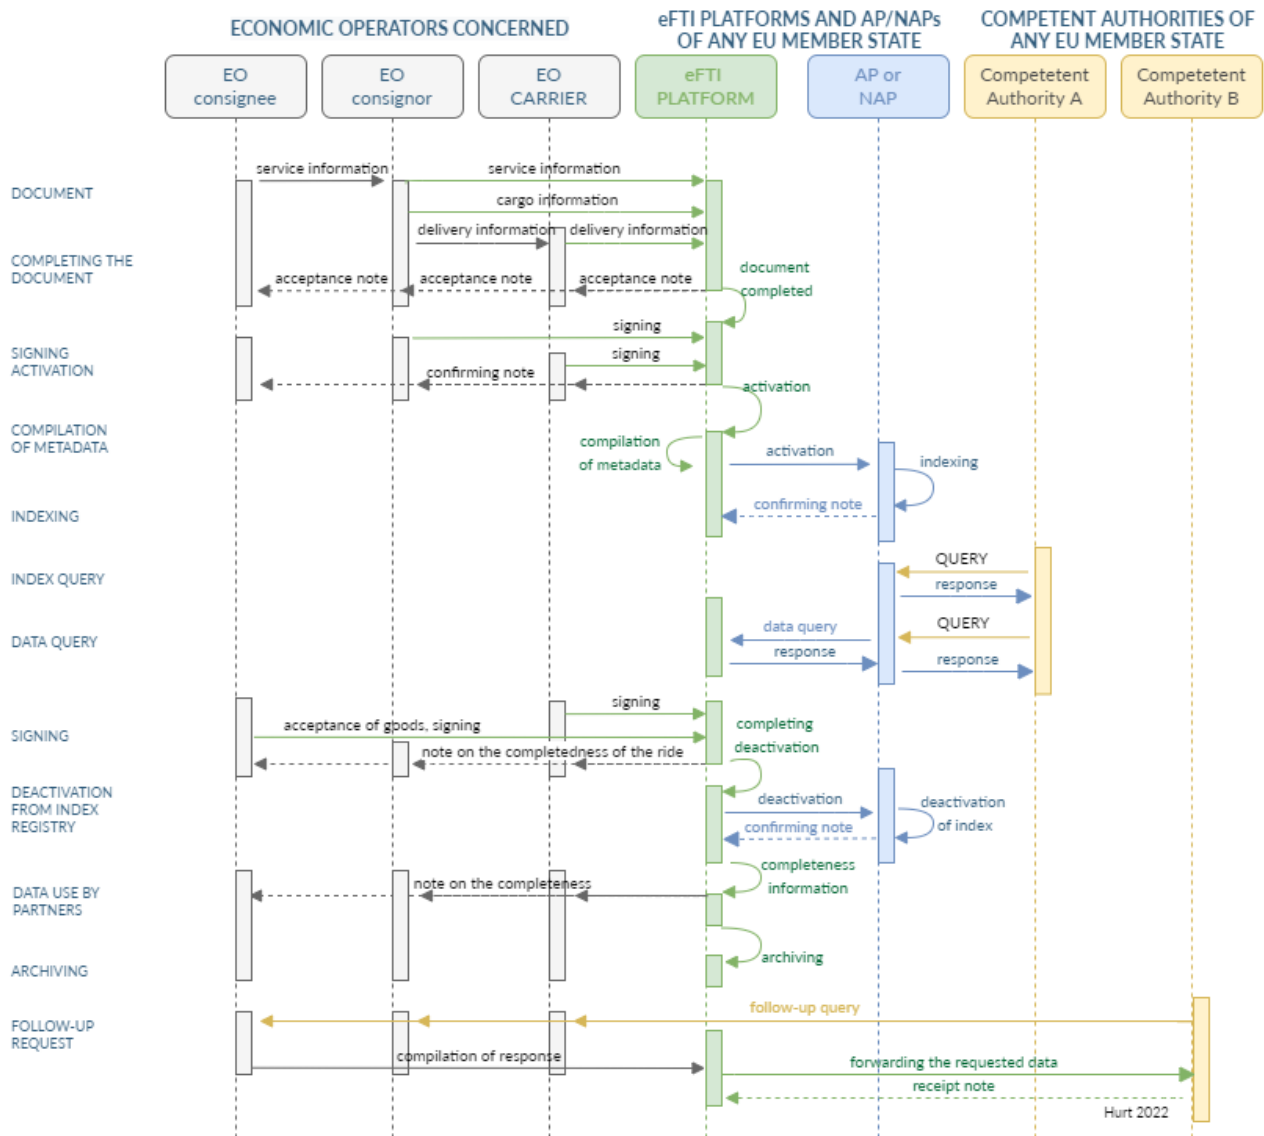 ECONOMIC OPERATORS CONCERNED
eFTI PLATFORMS AND AP/NAPs
OF ANY EU MEMBER STATE
COMPETENT AUTHORITIES OF
ANY EU MEMBER STATE
EO
consignee
EO
consignor
EO
CARRIER
eFTI
PLATFORM
AP or
NAP
Competetent
Authority A
Competetent
Authority B
DOCUMENT
service information
service information
cargo information
delivery information
delivery information
COMPLETING THE
DOCUMENT
acceptance note
acceptance note
acceptance note
document
completed
SIGNING
ACTIVATION
signing
signing
confirming note
activation
COMPILATION
OF METADATA
compilation
of metadata
activation
indexing
INDEXING
confirming note
INDEX QUERY
QUERY
response
DATA QUERY
data query
QUERY
response
response
SIGNING
signing
acceptance of goods, signing
note on the completedness of the ride
completing
deactivation
DEACTIVATION
FROM INDEX
REGISTRY
deactivation
confirming note
deactivation
of index
completeness
information
DATA USE BY
PARTNERS
note on the completeness
ARCHIVING
archiving
FOLLOW-UP
REQUEST
follow-up query
compilation of response
forwarding the requested data
receipt note
Hurt 2022